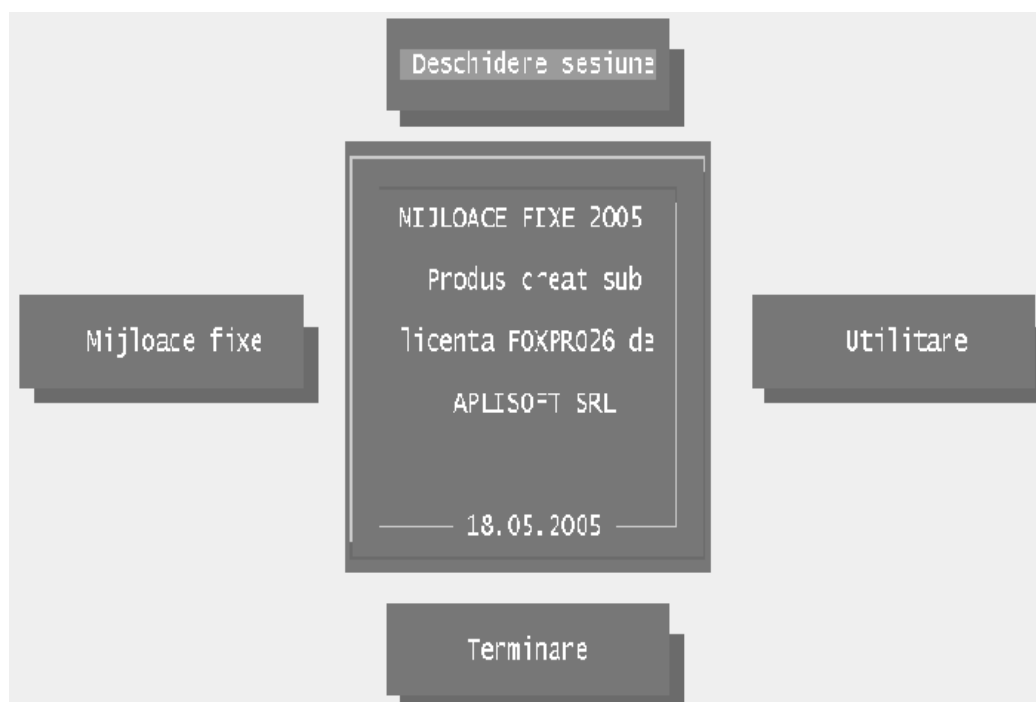 Deschidere sesiune
MIJLOACE FIXE 2005
Produs creat sub
licenta FOXPRO26 de
APLISOFT SRL
18.05.2005
Mijloace fixe
Utilitare
Terminare